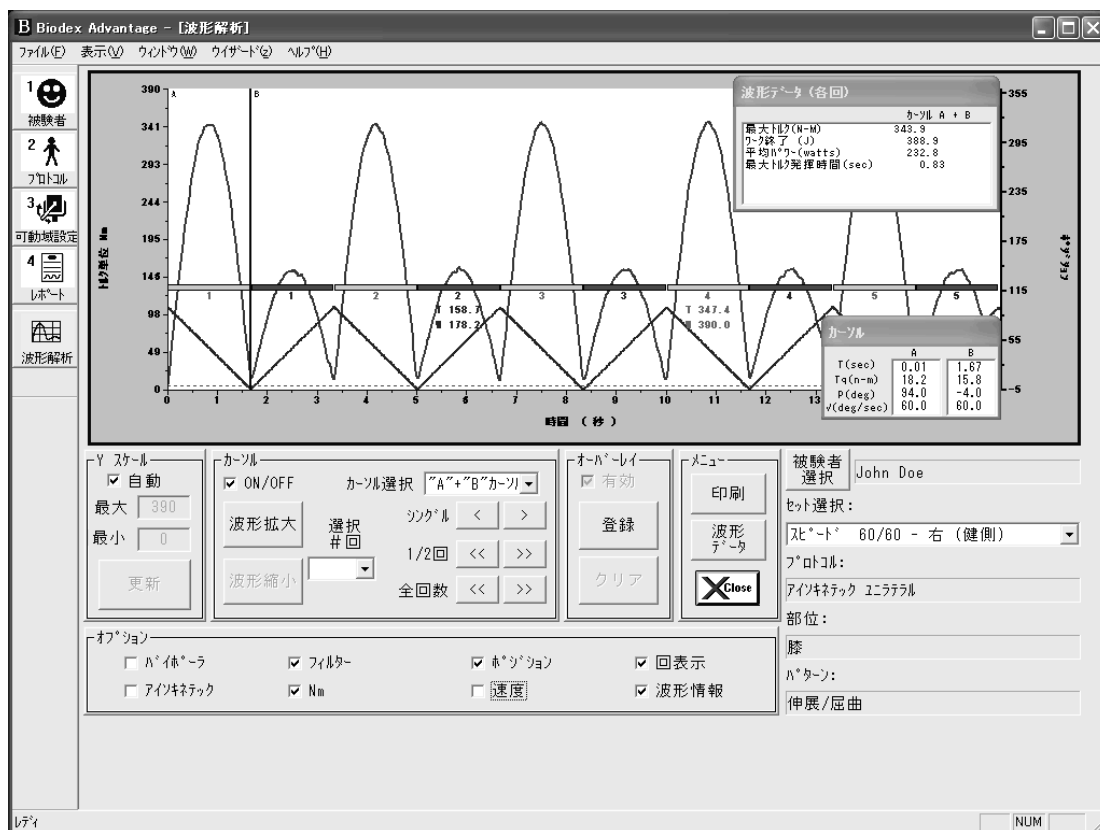 B Biodex Advantage - [波形解析]
ファイル(F) 表示(V) ウィンドウ(W) ウイザード(z) ヘルプ(H)
1
被験者
2
プロトコル
3
可動域設定
4
レポート
波形解析
390
341
293
244
195
146
98
49
0
トルク単位 Nm
A
B
1
1
2
2
3
3
4
4
5
5
T 158.7
W 178.2
T 347.4
W 390.0
0 1 2 3 4 5 6 7 8 9 10 11 12 13
時間 (秒)
355
295
235
175
115
55
-5
ポジション
波形データ (各回)
カーソル A + B
最大トルク(N-M) 343.9
ワーク終了 (J) 388.9
平均パワー(watts) 232.8
最大トルク発揮時間(sec) 0.83
カーソル
A B
T(sec) 0.01 1.67
Tq(n-m) 18.2 15.8
P(deg) 94.0 -4.0
V(deg/sec) 60.0 60.0
Y スケール
自動
最大 390
最小 0
更新
カーソル
ON/OFF
カーソル選択 "A"+"B"カーソル
波形拡大
選択
#回
波形縮小
シングル < >
1/2回 << >>
全回数 << >>
オーバーレイ
有効
登録
クリア
メニュー
印刷
波形
データ
Close
被験者
選択
John Doe
セット選択:
スピード 60/60 - 右 (健側)
プロトコル:
アイソキネテック ユニラテラル
部位:
膝
パターン:
伸展/屈曲
オプション
バイポーラ フィルター ポジション 回表示
アイソキネテック Nm 速度 波形情報
レディ
NUM